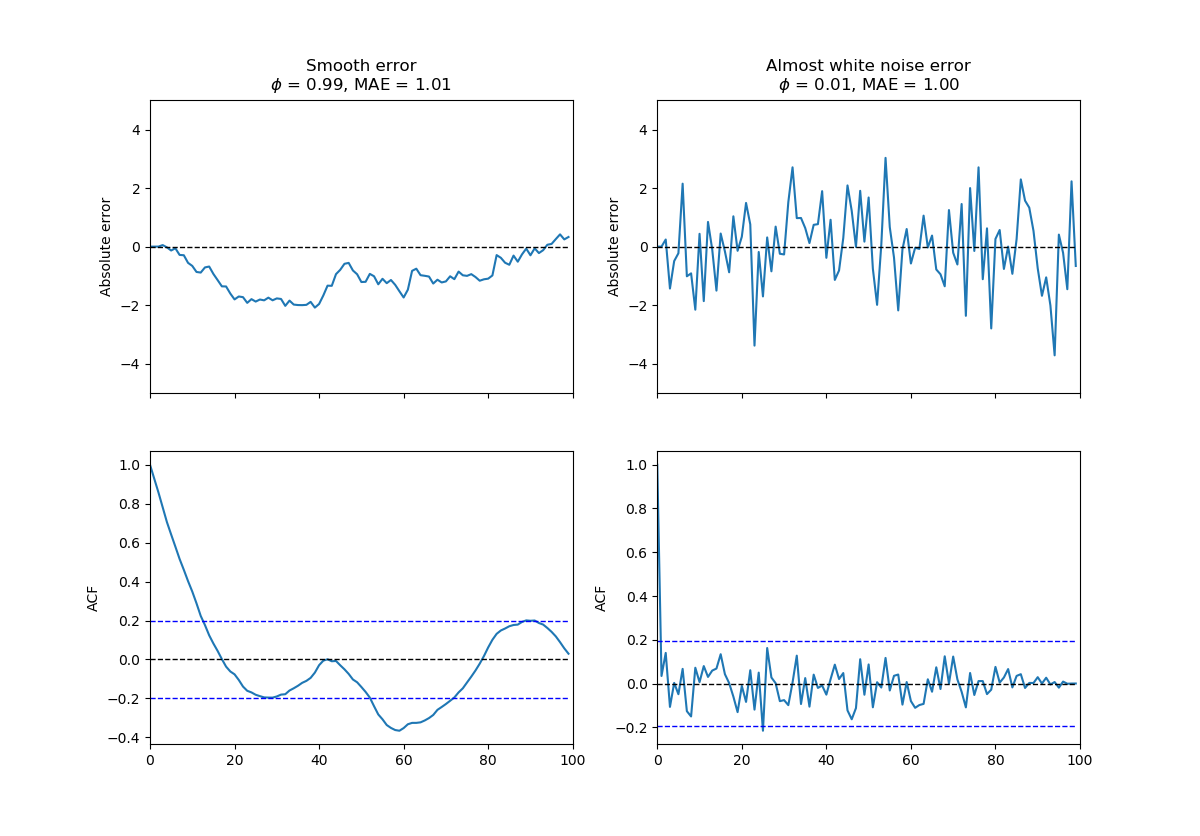 Smooth error
ϕ = 0.99, MAE = 1.01
Absolute error
4
2
0
−2
−4
Almost white noise error
ϕ = 0.01, MAE = 1.00
Absolute error
4
2
0
−2
−4
ACF
1.0
0.8
0.6
0.4
0.2
0.0
−0.2
−0.4
0 20 40 60 80 100
ACF
1.0
0.8
0.6
0.4
0.2
0.0
−0.2
0 20 40 60 80 100